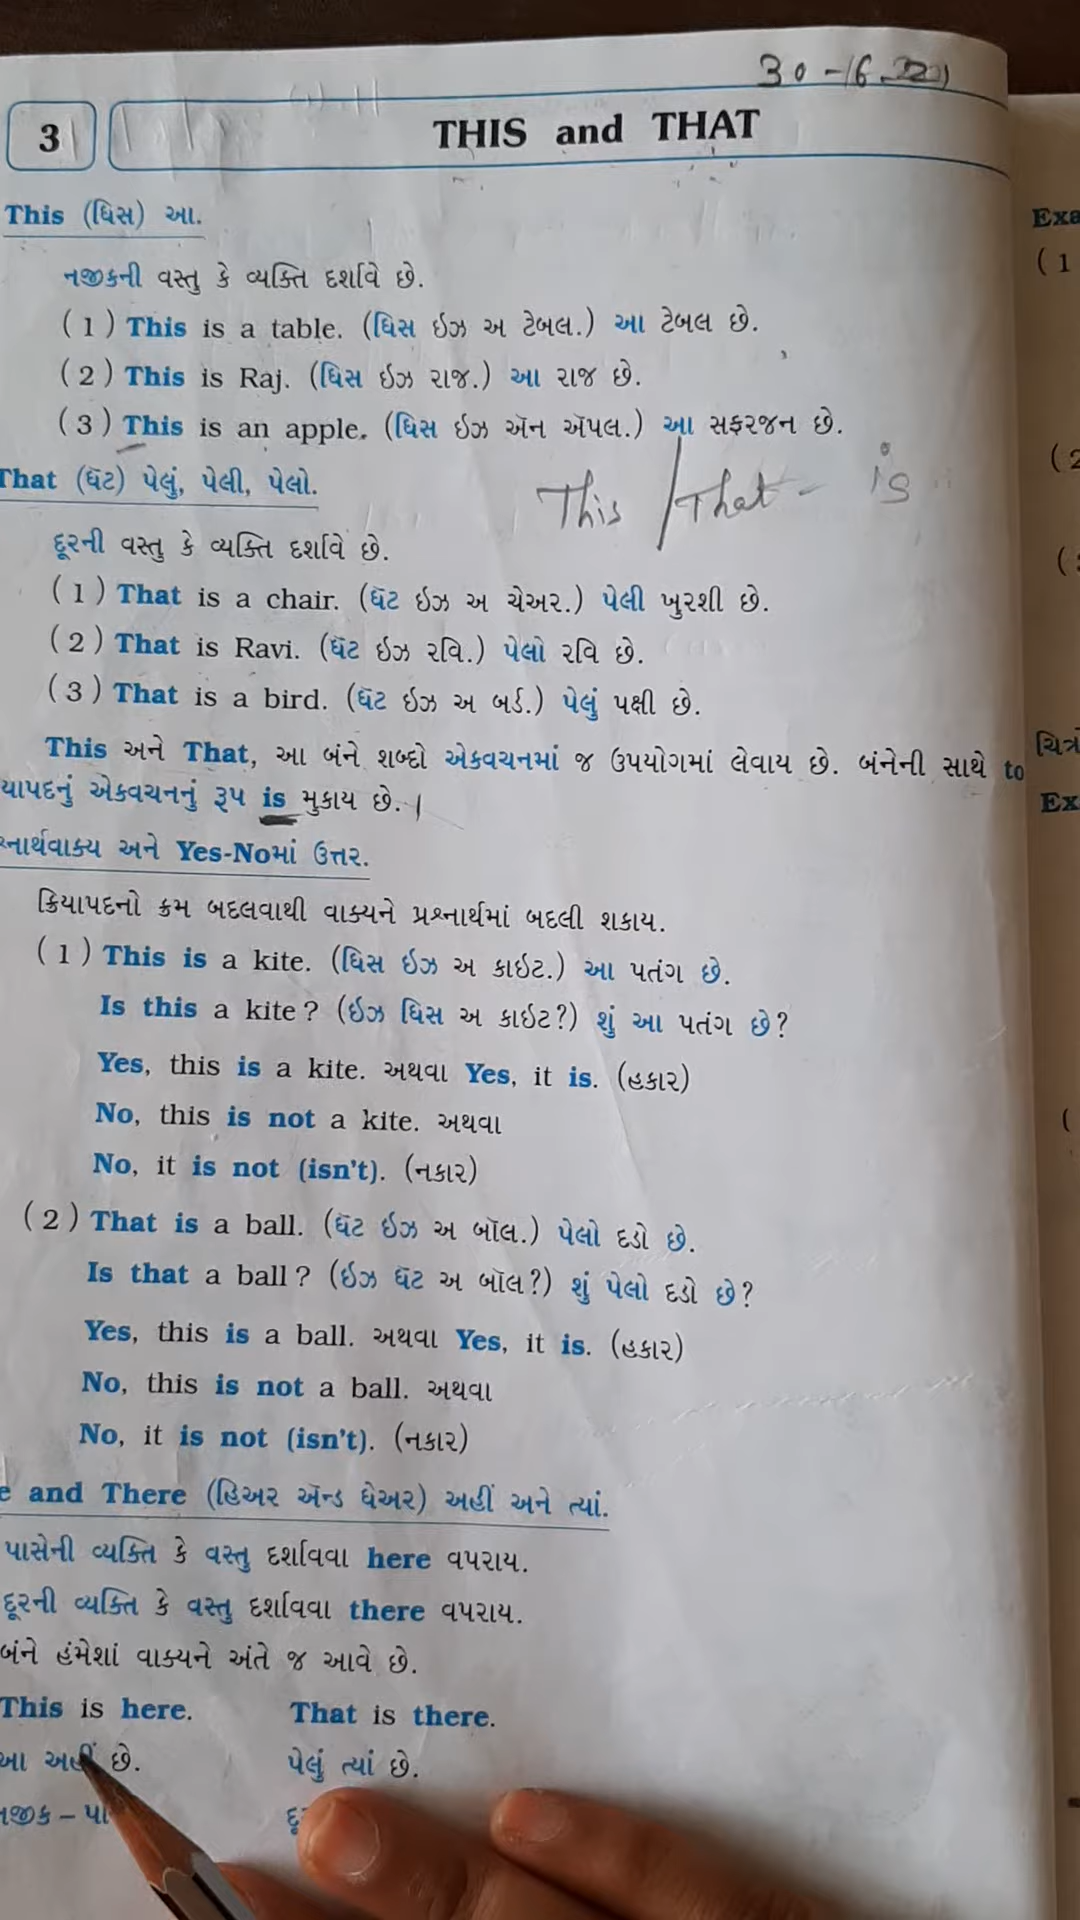 30-6-
3
THIS and THAT
This (ધિસ) આ.
નજીકની વસ્તુ કે વ્યક્તિ દર્શાવે છે.
(1) This is a table. (ધિસ ઇઝ અ ટેબલ.) આ ટેબલ છે.
(2) This is Raj. (ધિસ ઇઝ રાજ.) આ રાજ છે.
(3) This is an apple. (ધિસ ઇઝ ઍન ઍપલ.) આ સફરજન છે.
That (ધૅટ) પેલું, પેલી, પેલો.
This / That - is
દૂરની વસ્તુ કે વ્યક્તિ દર્શાવે છે.
(1) That is a chair. (ધૅટ ઇઝ અ ચેઅર.) પેલી ખુરશી છે.
(2) That is Ravi. (ધૅટ ઇઝ રવિ.) પેલો રવિ છે.
(3) That is a bird. (ધૅટ ઇઝ અ બર્ડ.) પેલું પક્ષી છે.
This અને That, આ બંને શબ્દો એકવચનમાં જ ઉપયોગમાં લેવાય છે. બંનેની સાથે to
યાપદનું એકવચનનું રૂપ is મુકાય છે.
નાર્થવાક્ય અને Yes-Noમાં ઉત્તર.
ક્રિયાપદનો ક્રમ બદલવાથી વાક્યને પ્રશ્નાર્થમાં બદલી શકાય.
(1) This is a kite. (ધિસ ઇઝ અ કાઇટ.) આ પતંગ છે.
Is this a kite? (ઇઝ ધિસ અ કાઇટ?) શું આ પતંગ છે?
Yes, this is a kite. અથવા Yes, it is. (હકાર)
No, this is not a kite. અથવા
No, it is not (isn't). (નકાર)
(2) That is a ball. (ધૅટ ઇઝ અ બૉલ.) પેલો દડો છે.
Is that a ball? (ઇઝ ધૅટ અ બૉલ?) શું પેલો દડો છે?
Yes, this is a ball. અથવા Yes, it is. (હકાર)
No, this is not a ball. અથવા
No, it is not (isn't). (નકાર)
e and There (હિઅર ઍન્ડ ધેઅર) અહીં અને ત્યાં.
પાસેની વ્યક્તિ કે વસ્તુ દર્શાવવા here વપરાય.
દૂરની વ્યક્તિ કે વસ્તુ દર્શાવવા there વપરાય.
બંને હંમેશાં વાક્યને અંતે જ આવે છે.
This is here. That is there.
આ અહીં છે. પેલું ત્યાં છે.
જીક – પા દૂ
Exa
(1
(2
(
ચિત્રો
Ex
(